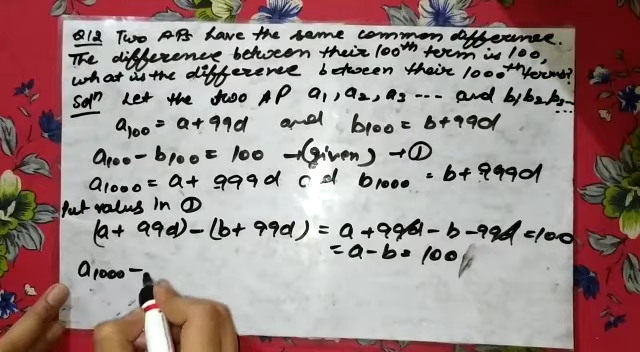 Q12 Two APs have the same common difference.
The difference between their 100th term is 100,
what is the difference between their 1000th terms?
Soln Let the two AP a1, a2, a3 --- and b1, b2, b3---
a100 = a + 99d and b100 = b + 99d
a100 - b100 = 100 → (given) → ①
a1000 = a + 999d and b1000 = b + 999d
Put value in ①
(a + 99d) - (b + 99d) = a + 99d - b - 99d = 100
= a - b = 100
a1000 -